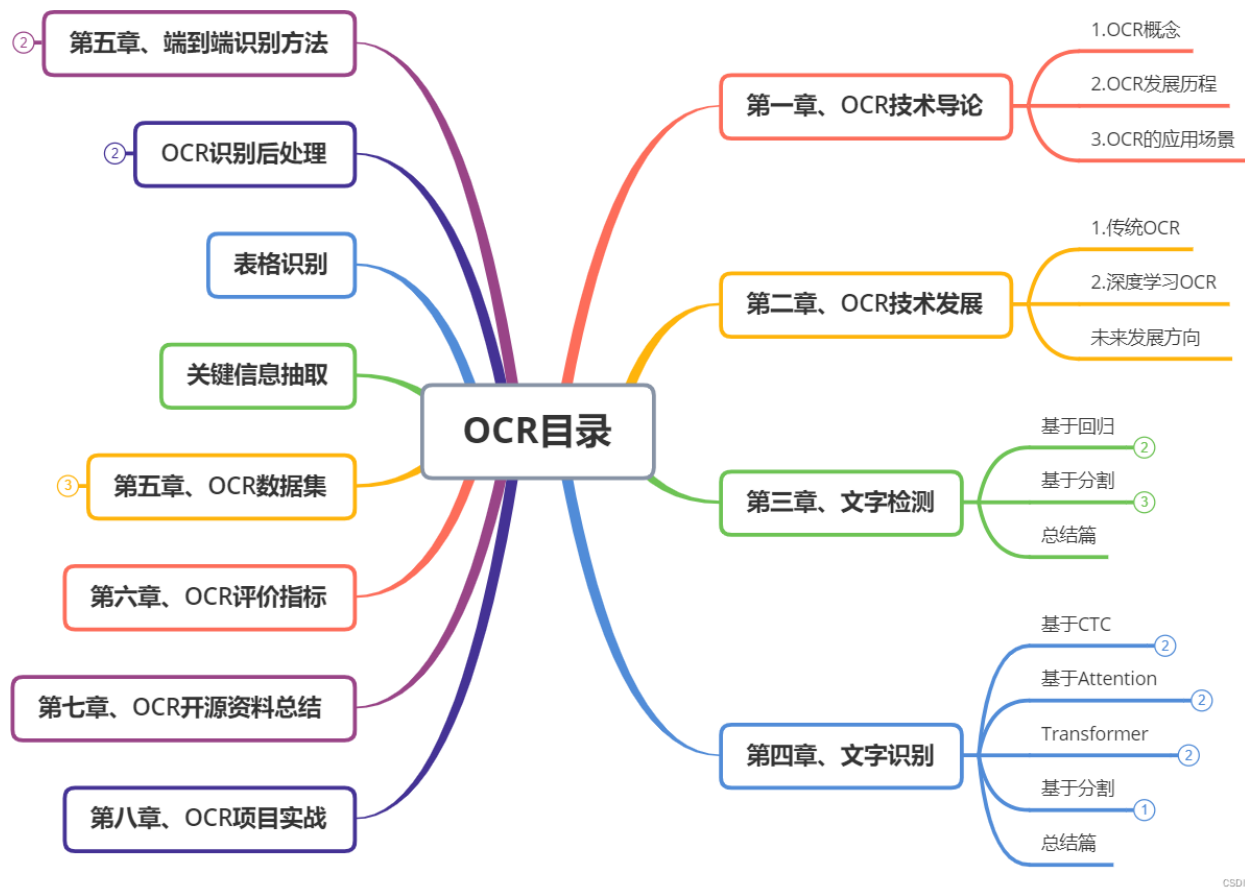 OCR目录
第一章、OCR技术导论
1.OCR概念
2.OCR发展历程
3.OCR的应用场景
第二章、OCR技术发展
1.传统OCR
2.深度学习OCR
未来发展方向
第三章、文字检测
基于回归
2
基于分割
3
总结篇
第四章、文字识别
基于CTC
2
基于Attention
2
Transformer
2
基于分割
1
总结篇
第五章、端到端识别方法
2
OCR识别后处理
2
表格识别
关键信息抽取
第五章、OCR数据集
3
第六章、OCR评价指标
第七章、OCR开源资料总结
第八章、OCR项目实战